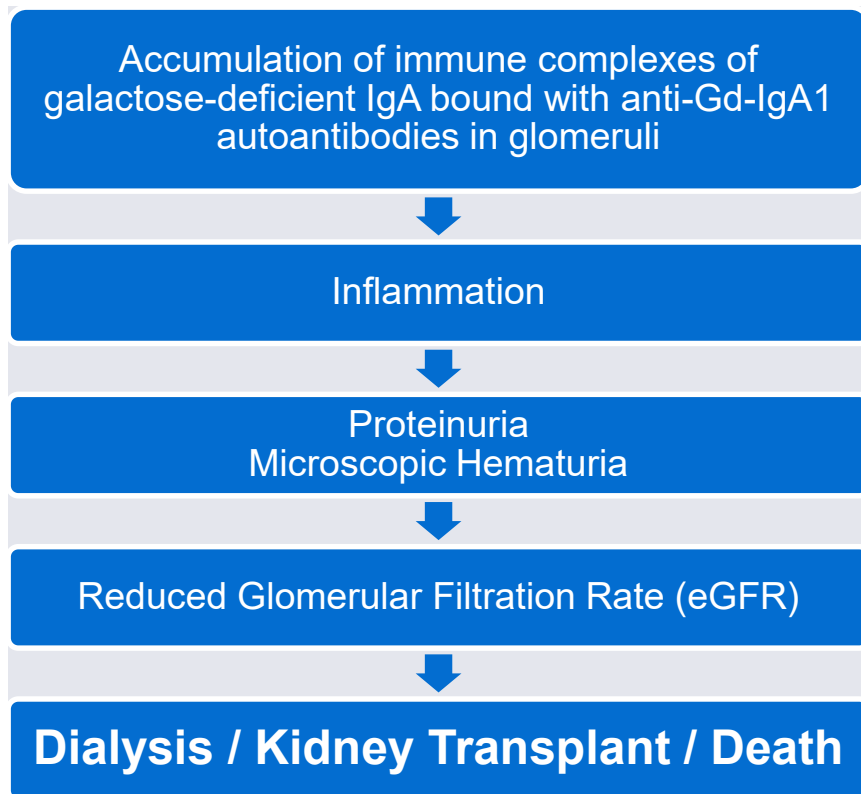 Accumulation of immune complexes of
galactose-deficient IgA bound with anti-Gd-IgA1
autoantibodies in glomeruli
Inflammation
Proteinuria
Microscopic Hematuria
Reduced Glomerular Filtration Rate (eGFR)
Dialysis / Kidney Transplant / Death